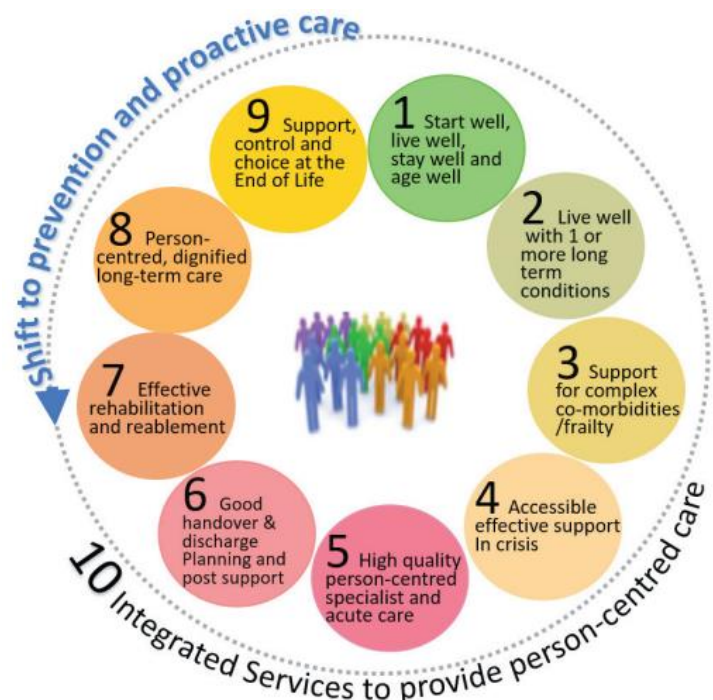 Shift to prevention and proactive care
1 Start well,
live well,
stay well and
age well
2 Live well
with 1 or
more long
term
conditions
3 Support
for complex
co-morbidities
/frailty
4 Accessible
effective support
In crisis
5 High quality
person-centred
specialist and
acute care
6 Good
handover &
discharge
Planning and
post support
7 Effective
rehabilitation
and reablement
8 Person-
centred, dignified
long-term care
9 Support,
control and
choice at the
End of Life
10 Integrated Services to provide person-centred care